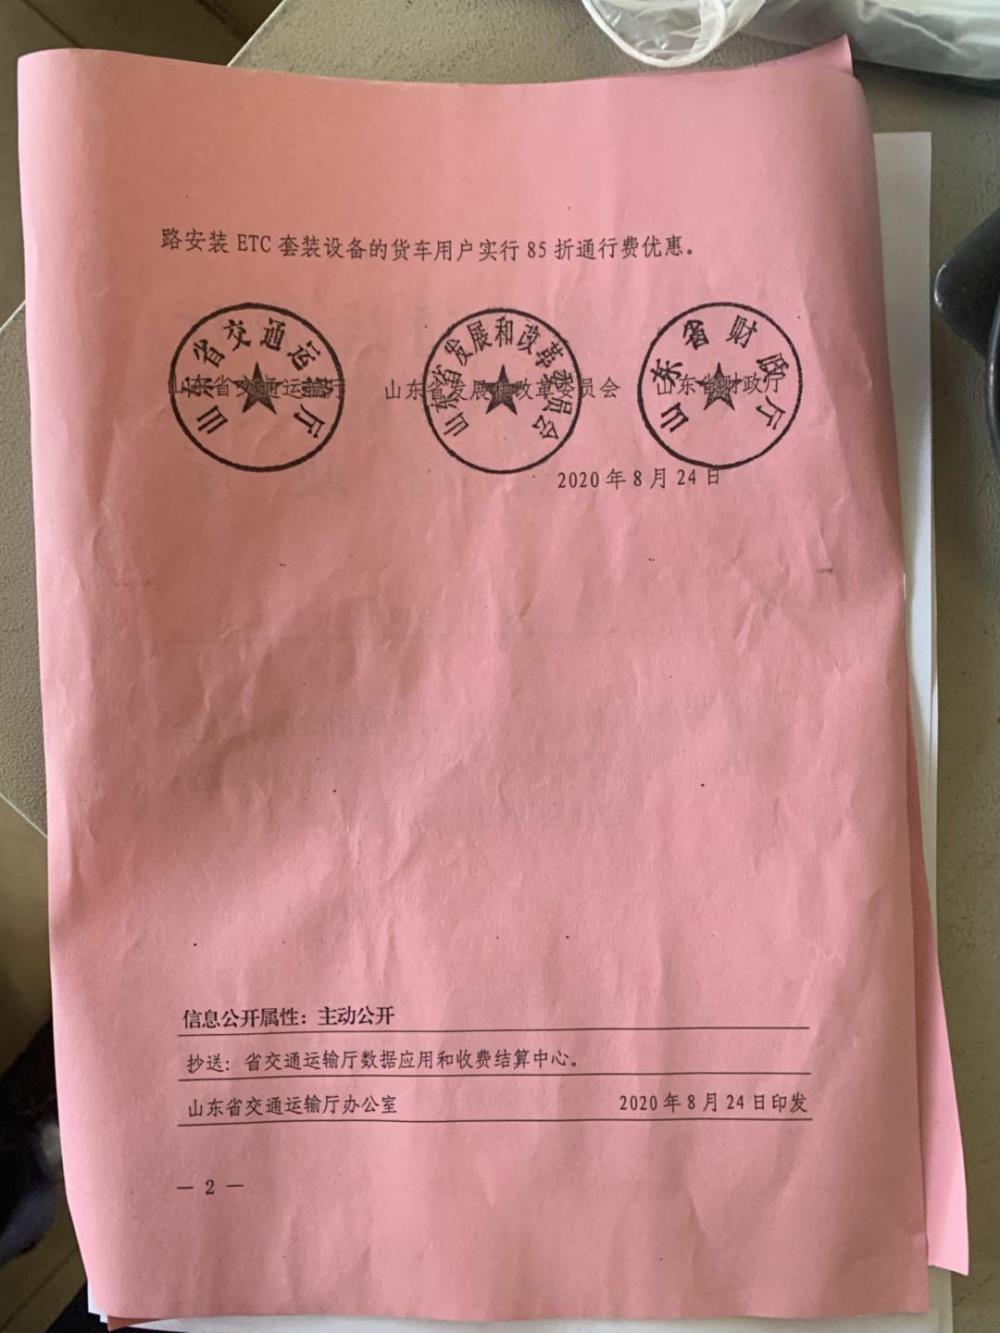 路安装 ETC 套装设备的货车用户实行 85 折通行费优惠。
山东省交通运输厅
山东省发展和改革委员会
山东省财政厅
山东省交通运输厅 山东省发展和改革委员会 山东省财政厅
2020 年 8 月 24 日
信息公开属性：主动公开
抄送：省交通运输厅数据应用和收费结算中心。
山东省交通运输厅办公室 2020 年 8 月 24 日印发
— 2 —